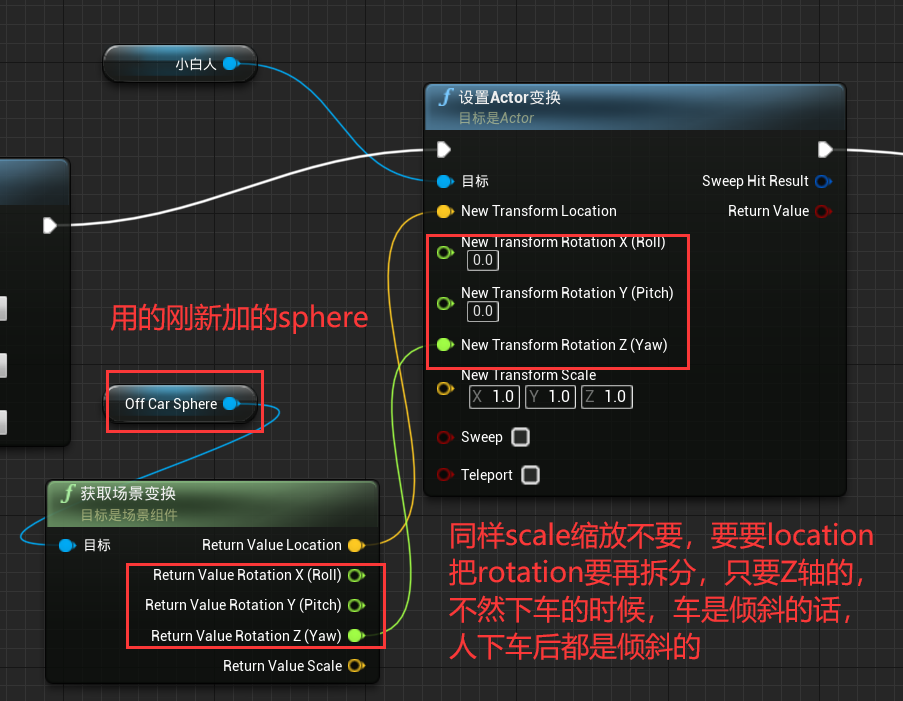 小白人
f 设置Actor变换
目标是Actor
目标
Sweep Hit Result
New Transform Location
Return Value
New Transform Rotation X (Roll)
0.0
New Transform Rotation Y (Pitch)
0.0
New Transform Rotation Z (Yaw)
New Transform Scale
X 1.0 Y 1.0 Z 1.0
Sweep
Teleport
用的刚新加的sphere
Off Car Sphere
f 获取场景变换
目标是场景组件
目标
Return Value Location
Return Value Rotation X (Roll)
Return Value Rotation Y (Pitch)
Return Value Rotation Z (Yaw)
Return Value Scale
同样scale缩放不要，要要location
把rotation要再拆分，只要Z轴的，
不然下车的时候，车是倾斜的话，
人下车后都是倾斜的